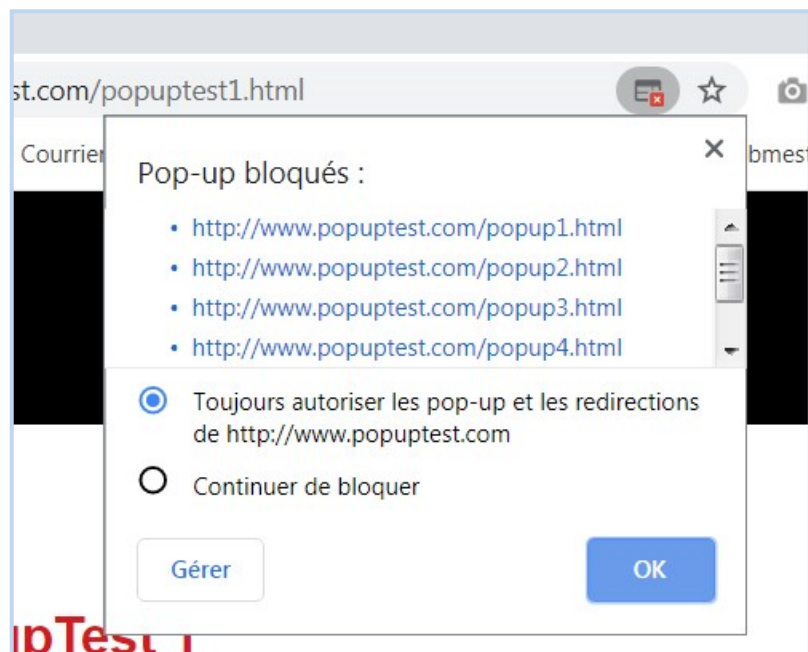 st.com/popuptest1.html
Courrier
bmest
Pop-up bloqués :
• http://www.popuptest.com/popup1.html
• http://www.popuptest.com/popup2.html
• http://www.popuptest.com/popup3.html
• http://www.popuptest.com/popup4.html
Toujours autoriser les pop-up et les redirections
de http://www.popuptest.com
Continuer de bloquer
Gérer
OK
upTest 1